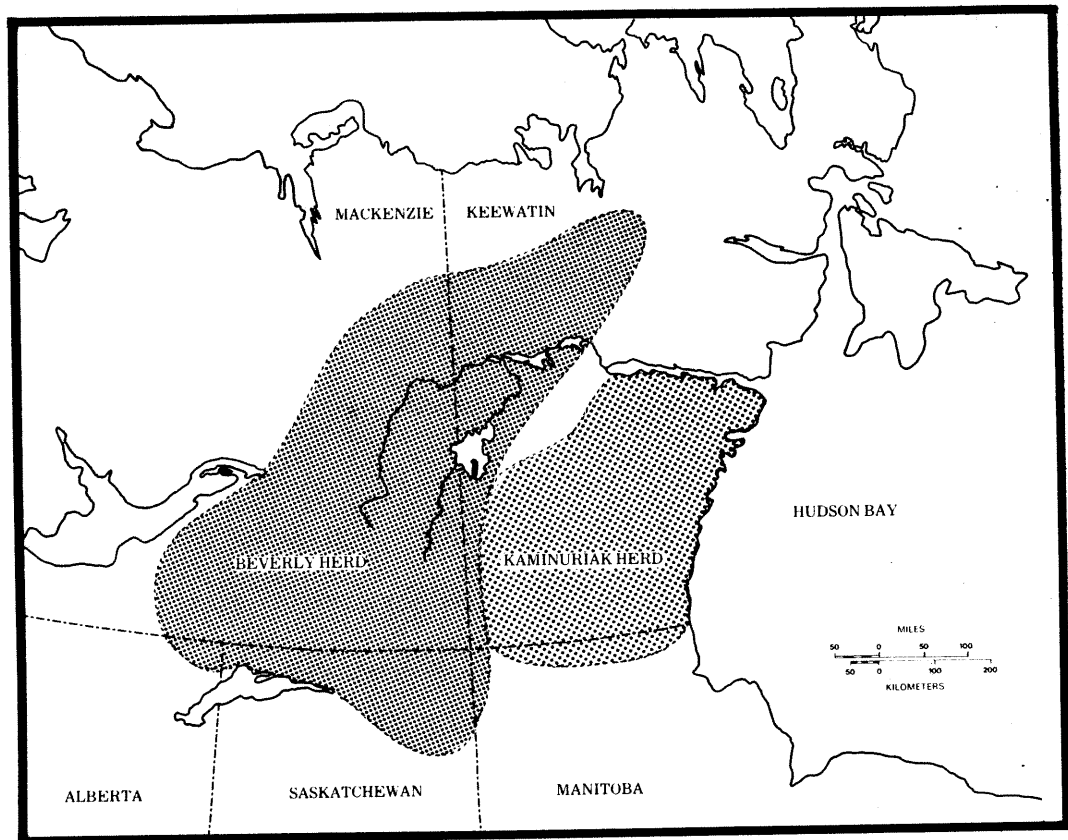 MACKENZIE KEEWATIN
HUDSON BAY
BEVERLY HERD KAMINURIAK HERD
MILES
50 0 50 100
50 0 100 200
KILOMETERS
ALBERTA SASKATCHEWAN MANITOBA